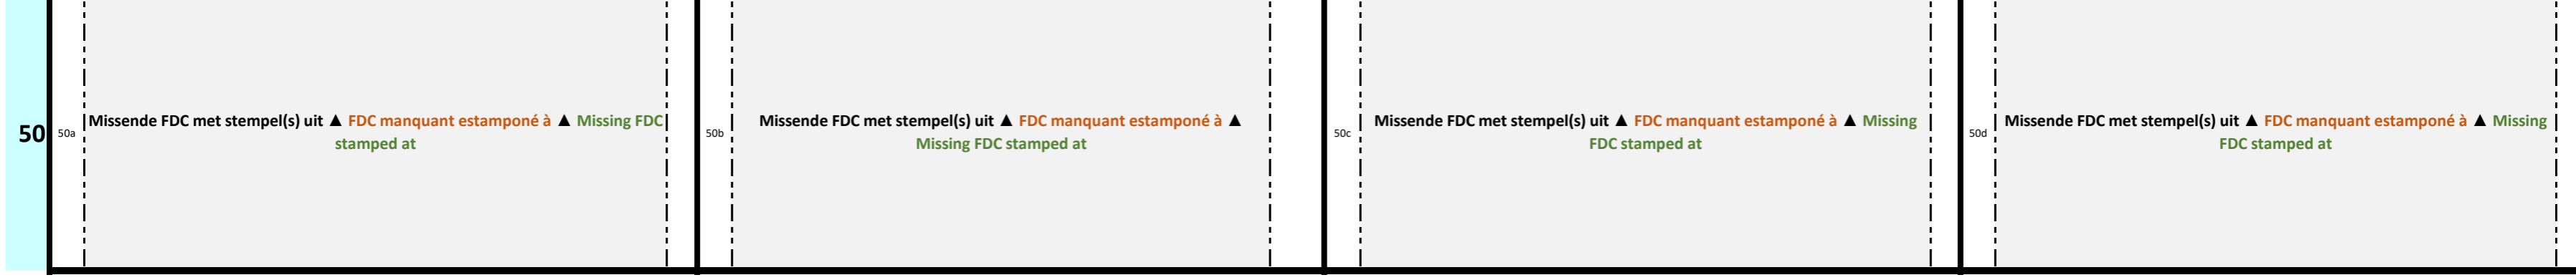 50
50a
Missende FDC met stempel(s) uit ▲ FDC manquant estamponé à ▲ Missing FDC
stamped at
50b
Missende FDC met stempel(s) uit ▲ FDC manquant estamponé à ▲
Missing FDC stamped at
50c
Missende FDC met stempel(s) uit ▲ FDC manquant estamponé à ▲ Missing
FDC stamped at
50d
Missende FDC met stempel(s) uit ▲ FDC manquant estamponé à ▲ Missing
FDC stamped at